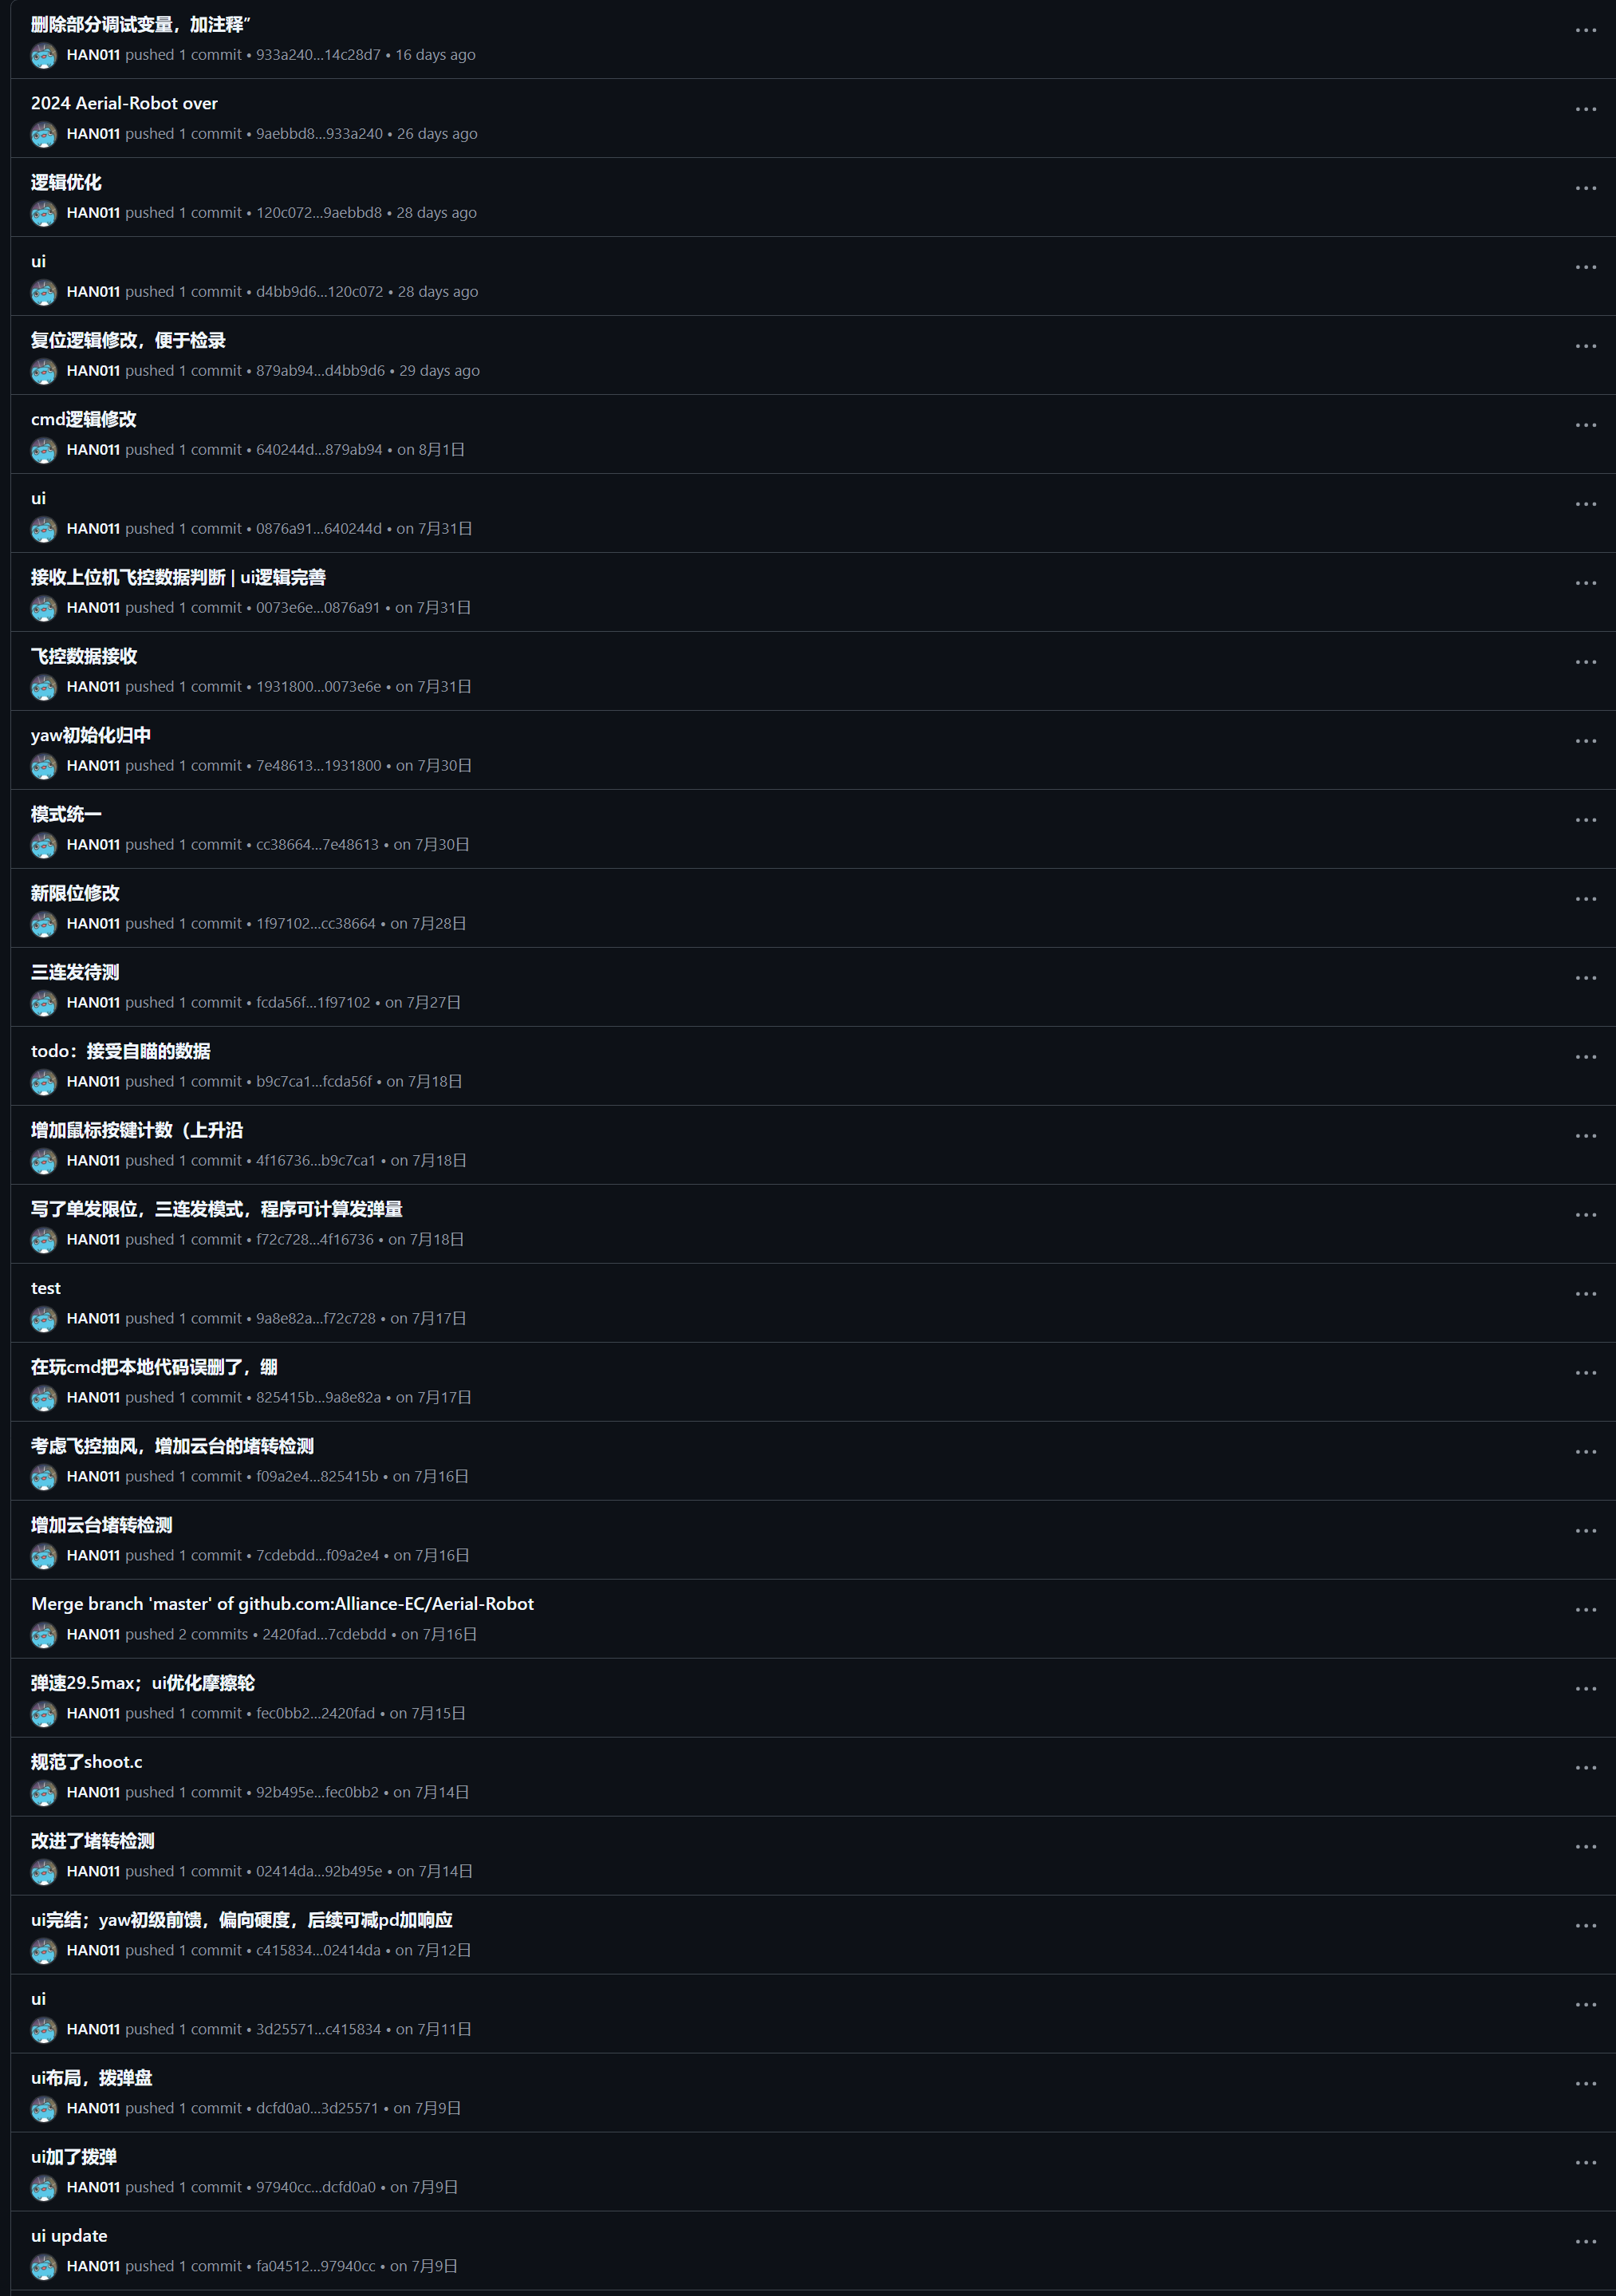 删除部分调试变量，加注释”
HAN011 pushed 1 commit • 933a240...14c28d7 • 16 days ago
2024 Aerial-Robot over
HAN011 pushed 1 commit • 9aebbd8...933a240 • 26 days ago
逻辑优化
HAN011 pushed 1 commit • 120c072...9aebbd8 • 28 days ago
ui
HAN011 pushed 1 commit • d4bb9d6...120c072 • 28 days ago
复位逻辑修改，便于检录
HAN011 pushed 1 commit • 879ab94...d4bb9d6 • 29 days ago
cmd逻辑修改
HAN011 pushed 1 commit • 640244d...879ab94 • on 8月1日
ui
HAN011 pushed 1 commit • 0876a91...640244d • on 7月31日
接收上位机飞控数据判断 | ui逻辑完善
HAN011 pushed 1 commit • 0073e6e...0876a91 • on 7月31日
飞控数据接收
HAN011 pushed 1 commit • 1931800...0073e6e • on 7月31日
yaw初始化归中
HAN011 pushed 1 commit • 7e48613...1931800 • on 7月30日
模式统一
HAN011 pushed 1 commit • cc38664...7e48613 • on 7月30日
新限位修改
HAN011 pushed 1 commit • 1f97102...cc38664 • on 7月28日
三连发待测
HAN011 pushed 1 commit • fcda56f...1f97102 • on 7月27日
todo：接受自瞄的数据
HAN011 pushed 1 commit • b9c7ca1...fcda56f • on 7月18日
增加鼠标按键计数（上升沿
HAN011 pushed 1 commit • 4f16736...b9c7ca1 • on 7月18日
写了单发限位，三连发模式，程序可计算发弹量
HAN011 pushed 1 commit • f72c728...4f16736 • on 7月18日
test
HAN011 pushed 1 commit • 9a8e82a...f72c728 • on 7月17日
在玩cmd把本地代码误删了，绷
HAN011 pushed 1 commit • 825415b...9a8e82a • on 7月17日
考虑飞控抽风，增加云台的堵转检测
HAN011 pushed 1 commit • f09a2e4...825415b • on 7月16日
增加云台堵转检测
HAN011 pushed 1 commit • 7cdebdd...f09a2e4 • on 7月16日
Merge branch 'master' of github.com:Alliance-EC/Aerial-Robot
HAN011 pushed 2 commits • 2420fad...7cdebdd • on 7月16日
弹速29.5max；ui优化摩擦轮
HAN011 pushed 1 commit • fec0bb2...2420fad • on 7月15日
规范了shoot.c
HAN011 pushed 1 commit • 92b495e...fec0bb2 • on 7月14日
改进了堵转检测
HAN011 pushed 1 commit • 02414da...92b495e • on 7月14日
ui完结；yaw初级前馈，偏向硬度，后续可减pd加响应
HAN011 pushed 1 commit • c415834...02414da • on 7月12日
ui
HAN011 pushed 1 commit • 3d25571...c415834 • on 7月11日
ui布局，拨弹盘
HAN011 pushed 1 commit • dcfd0a0...3d25571 • on 7月9日
ui加了拨弹
HAN011 pushed 1 commit • 97940cc...dcfd0a0 • on 7月9日
ui update
HAN011 pushed 1 commit • fa04512...97940cc • on 7月9日